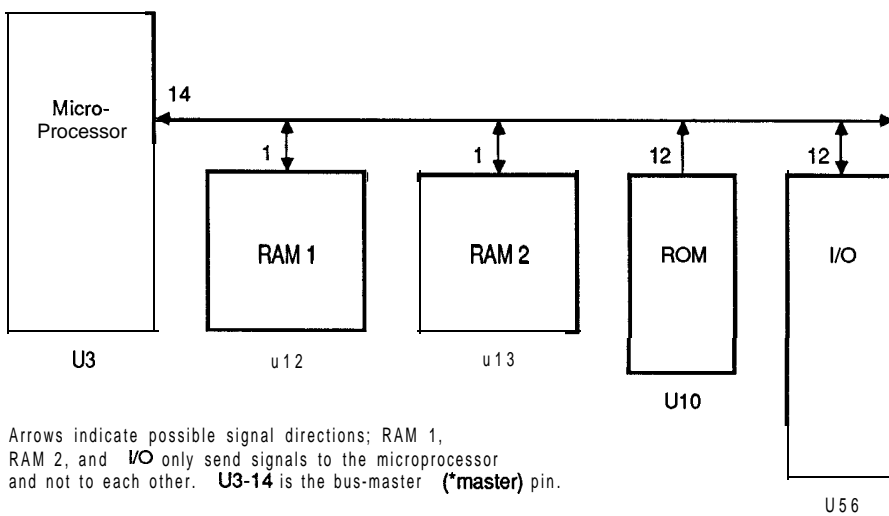 14
Micro-
Processor
1
1
12
12
RAM 1
RAM 2
ROM
I/O
U3
u12
u13
U10
Arrows indicate possible signal directions; RAM 1,
RAM 2, and I/O only send signals to the microprocessor
and not to each other. U3-14 is the bus-master (*master) pin.
U56